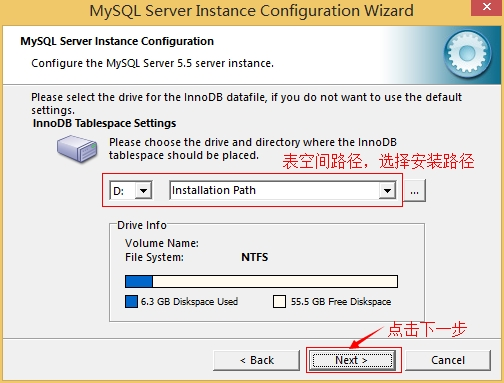 MySQL Server Instance Configuration Wizard
MySQL Server Instance Configuration
Configure the MySQL Server 5.5 server instance.
Please select the drive for the InnoDB datafile, if you do not want to use the default
settings.
InnoDB Tablespace Settings
Please choose the drive and directory where the InnoDB
tablespace should be placed.
表空间路径，选择安装路径
D: Installation Path ...
Drive Info
Volume Name:
File System: NTFS
6.3 GB Diskspace Used 55.5 GB Free Diskspace
点击下一步
< Back Next > Cancel